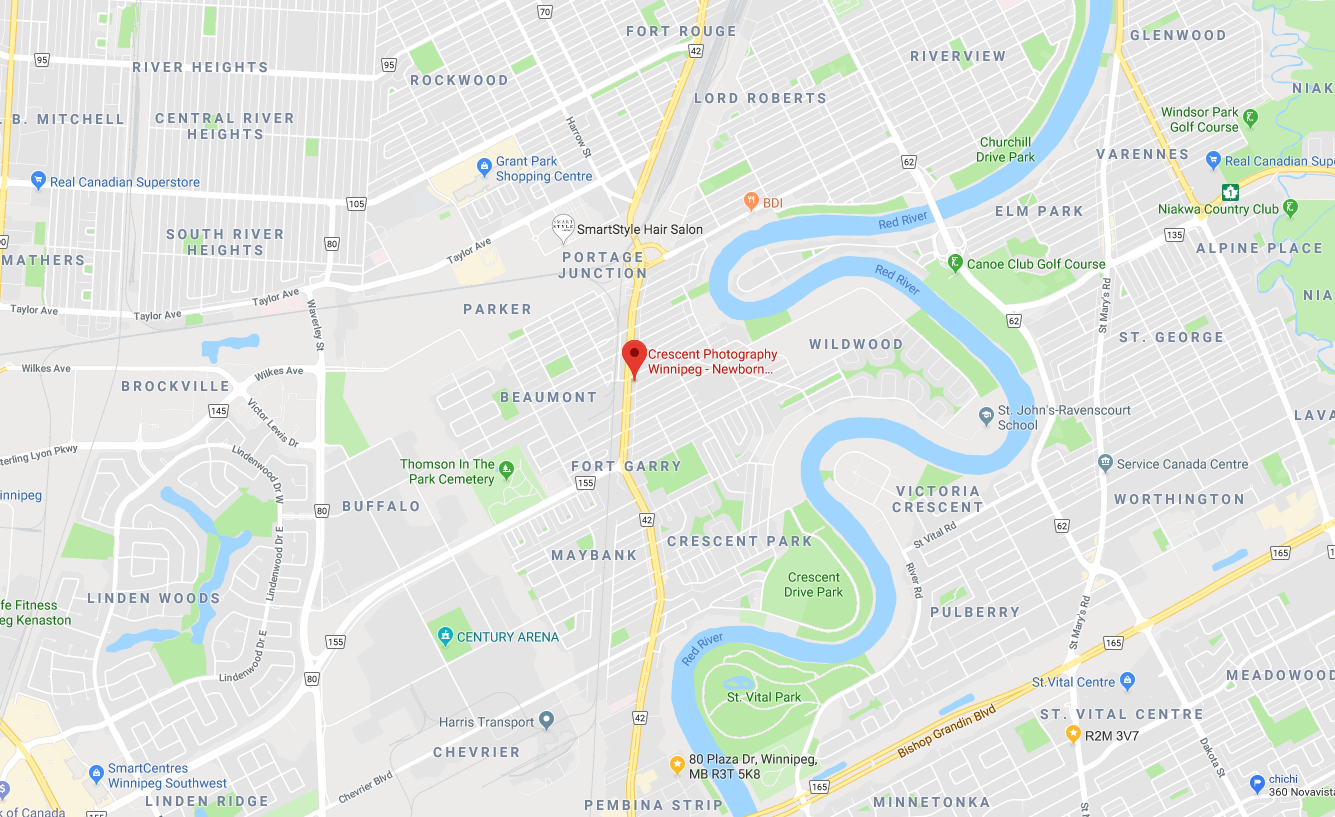 70
FORT ROUGE
GLENWOOD
42
95
RIVER HEIGHTS
95
ROCKWOOD
RIVERVIEW
NIAK
LORD ROBERTS
B. MITCHELL
CENTRAL RIVER
HEIGHTS
Harrow St
Windsor Park
Golf Course
Churchill
Drive Park
VARENNES
62
Grant Park
Shopping Centre
Real Canadian Supe
Real Canadian Superstore
1
105
BDI
Niakwa Country Club
ELM PARK
Red River
SMART
STYLE
SmartStyle Hair Salon
SOUTH RIVER
HEIGHTS
80
135
ALPINE PLACE
Taylor Ave
MATHERS
PORTAGE
JUNCTION
Canoe Club Golf Course
Red River
Taylor Ave
NIA
St Mary's Rd
Taylor Ave
Taylor Ave
PARKER
Waverley St
62
ST. GEORGE
WILDWOOD
Crescent Photography
Winnipeg - Newborn...
Wilkes Ave
Wilkes Ave
BROCKVILLE
BEAUMONT
145
Victor Lewis Dr
St. John's-Ravenscourt
School
LAVA
terling Lyon Pkwy
Lindenwood Dr W
Thomson In The
Park Cemetery
FORT GARRY
155
Service Canada Centre
innipeg
VICTORIA
CRESCENT
WORTHINGTON
BUFFALO
80
42
62
St Vital Rd
CRESCENT PARK
MAYBANK
165
Lindenwood Dr E
River Rd
Crescent
Drive Park
LINDEN WOODS
fe Fitness
eg Kenaston
PULBERRY
St Mary's Rd
CENTURY ARENA
155
165
Red River
Lindenwood Dr E
80
MEADOWOOD
St.Vital Centre
St. Vital Park
42
Harris Transport
ST. VITAL CENTRE
Bishop Grandin Blvd
R2M 3V7
CHEVRIER
80 Plaza Dr, Winnipeg,
MB R3T 5K8
Dakota St
SmartCentres
Winnipeg Southwest
Chevrier Blvd
165
chichi
360 Novavista
LINDEN RIDGE
PEMBINA STRIP
MINNETONKA
St
k of Canada
155